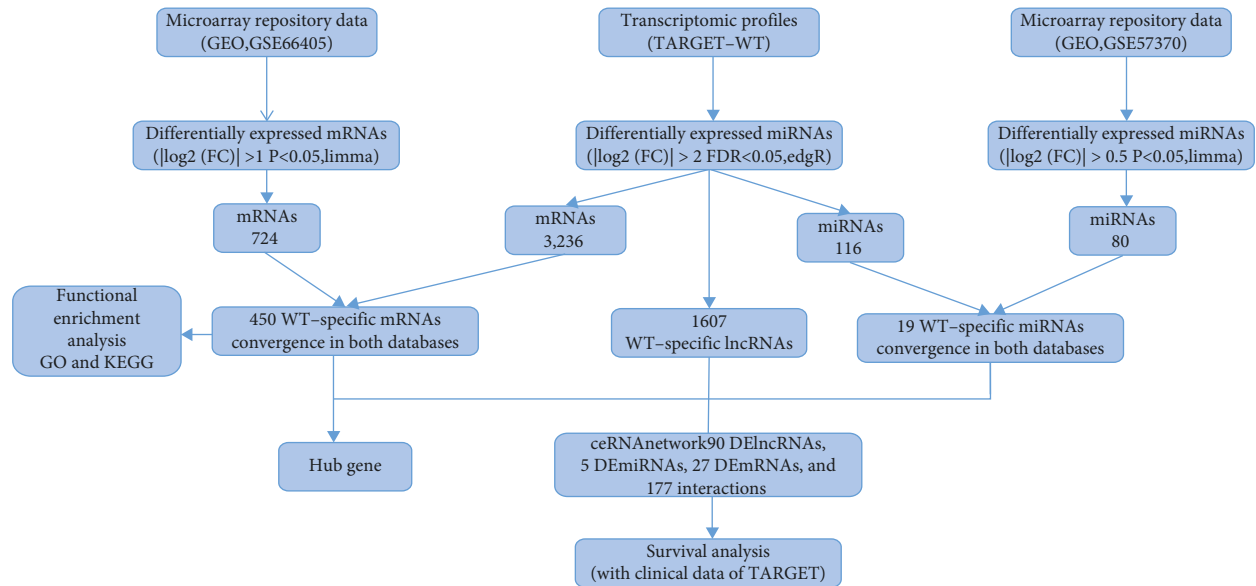 Microarray repository data
(GEO,GSE66405)
Transcriptomic profiles
(TARGET–WT)
Microarray repository data
(GEO,GSE57370)
Differentially expressed mRNAs
(|log2 (FC)| >1 P<0.05,limma)
Differentially expressed miRNAs
(|log2 (FC)| > 2 FDR<0.05,edgR)
Differentially expressed miRNAs
(|log2 (FC)| > 0.5 P<0.05,limma)
mRNAs
724
mRNAs
3,236
miRNAs
116
miRNAs
80
Functional
enrichment
analysis
GO and KEGG
450 WT–specific mRNAs
convergence in both databases
1607
WT–specific lncRNAs
19 WT–specific miRNAs
convergence in both databases
Hub gene
ceRNAnetwork90 DElncRNAs,
5 DEmiRNAs, 27 DEmRNAs, and
177 interactions
Survival analysis
(with clinical data of TARGET)